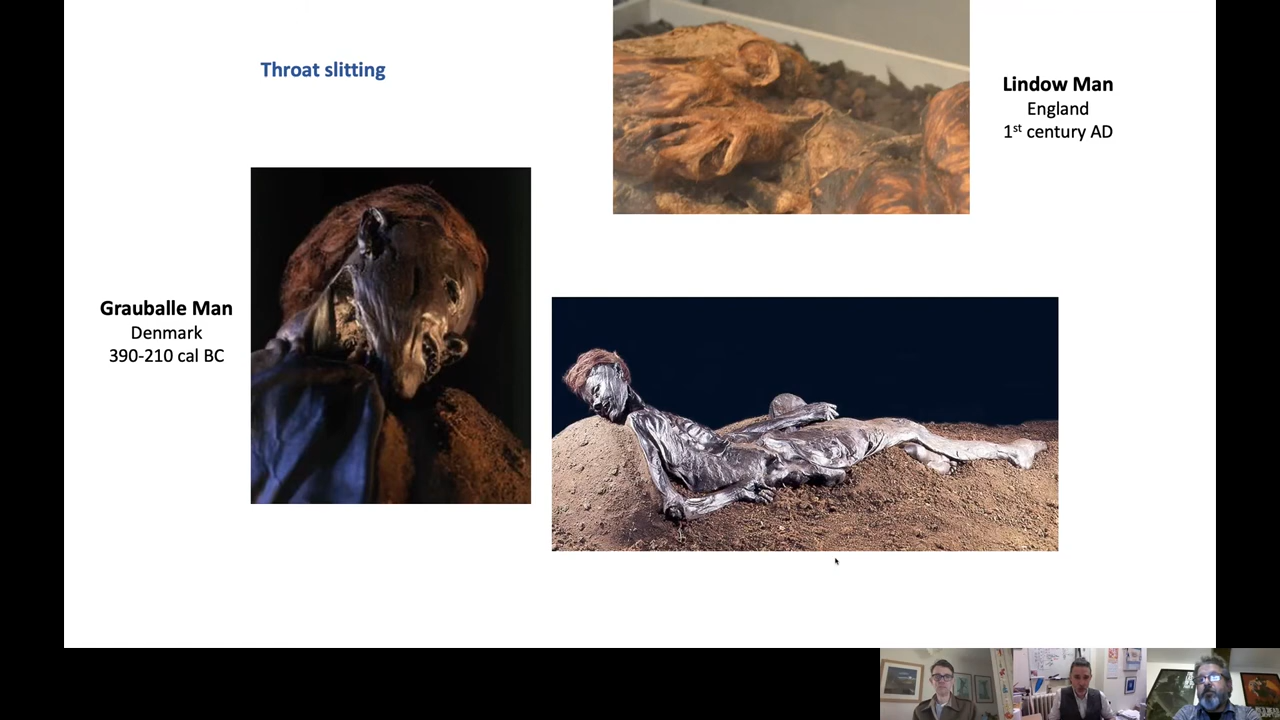 Throat slitting
Lindow Man
England
1st century AD
Grauballe Man
Denmark
390-210 cal BC